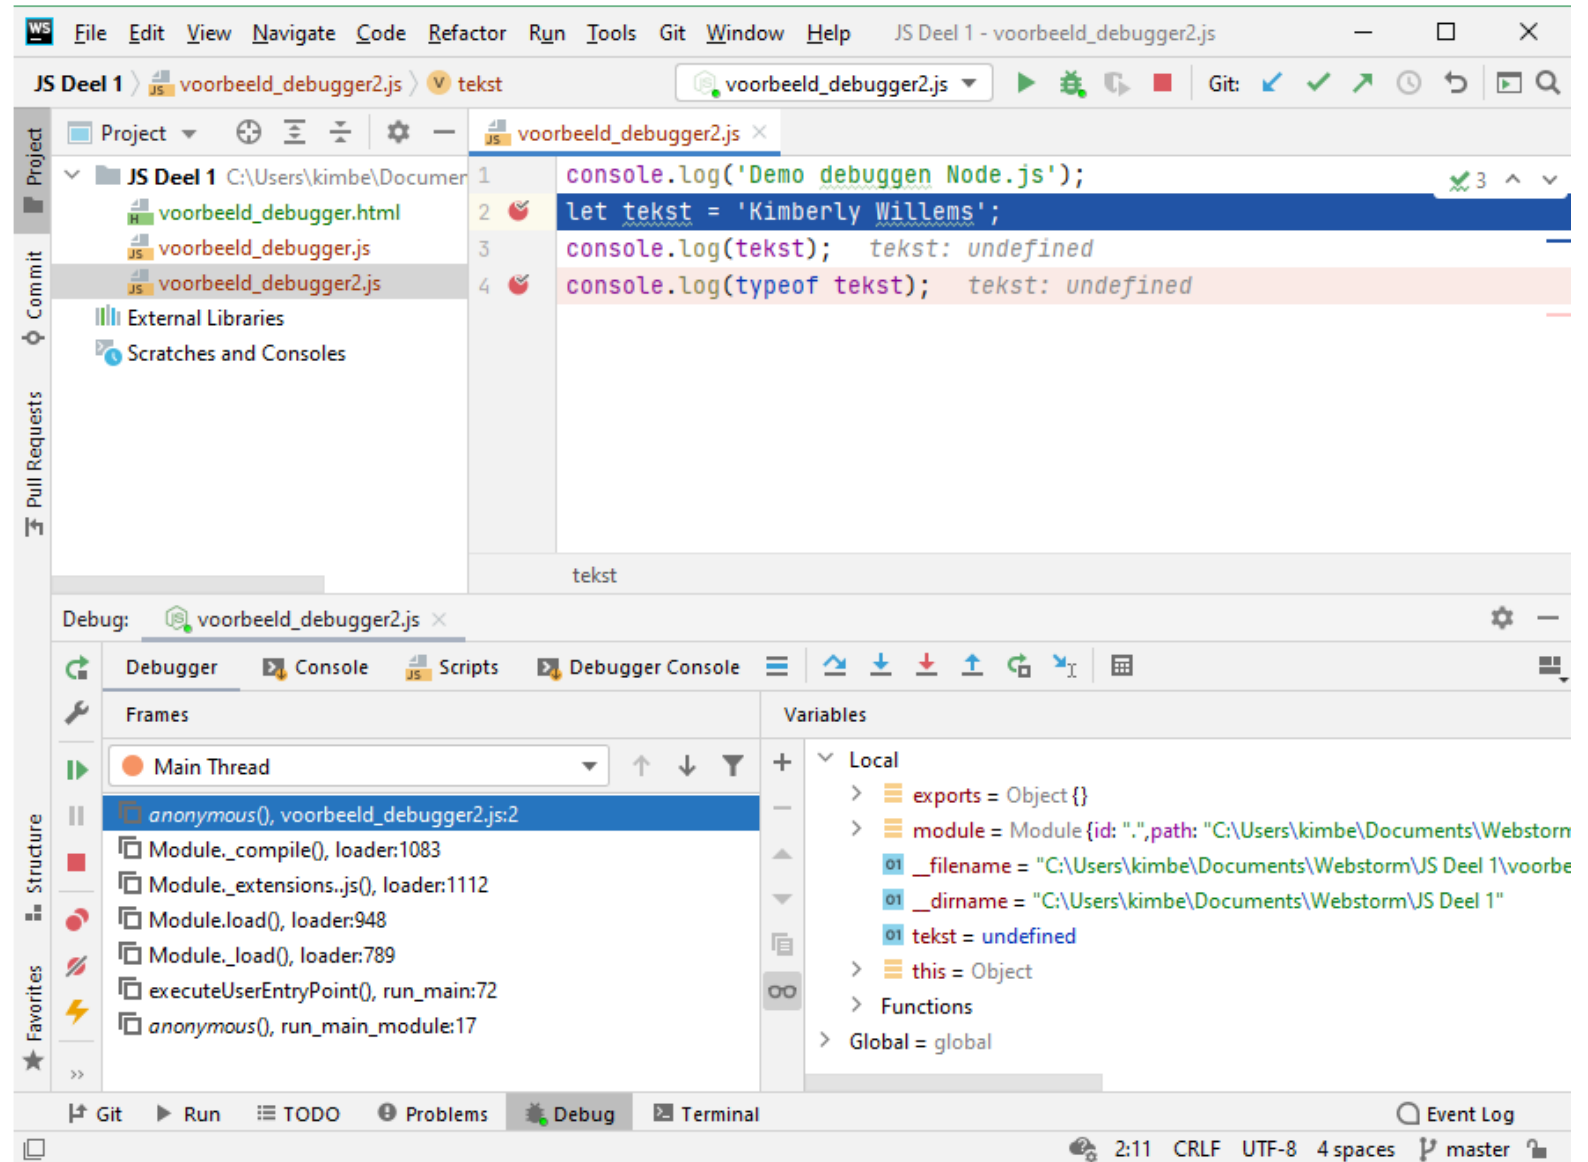 WS File Edit View Navigate Code Refactor Run Tools Git Window Help JS Deel 1 - voorbeeld_debugger2.js
JS Deel 1 voorbeeld_debugger2.js V tekst voorbeeld_debugger2.js Git:
Project
Project
voorbeeld_debugger2.js
JS Deel 1 C:\Users\kimbe\Documen
voorbeeld_debugger.html
voorbeeld_debugger.js
voorbeeld_debugger2.js
External Libraries
Scratches and Consoles
Commit
Pull Requests
1 console.log('Demo debuggen Node.js');
3
2 let tekst = 'Kimberly Willems';
3 console.log(tekst); tekst: undefined
4 console.log(typeof tekst); tekst: undefined
tekst
Debug: voorbeeld_debugger2.js
Debugger Console Scripts Debugger Console
Frames
Main Thread
anonymous(), voorbeeld_debugger2.js:2
Module._compile(), loader:1083
Module._extensions..js(), loader:1112
Module.load(), loader:948
Module._load(), loader:789
executeUserEntryPoint(), run_main:72
anonymous(), run_main_module:17
Variables
Local
exports = Object {}
module = Module {id: ".",path: "C:\Users\kimbe\Documents\Webstorm
01 __filename = "C:\Users\kimbe\Documents\Webstorm\JS Deel 1\voorbe
01 __dirname = "C:\Users\kimbe\Documents\Webstorm\JS Deel 1"
01 tekst = undefined
this = Object
Functions
Global = global
Structure
Favorites
Git Run TODO Problems Debug Terminal Event Log
2:11 CRLF UTF-8 4 spaces master